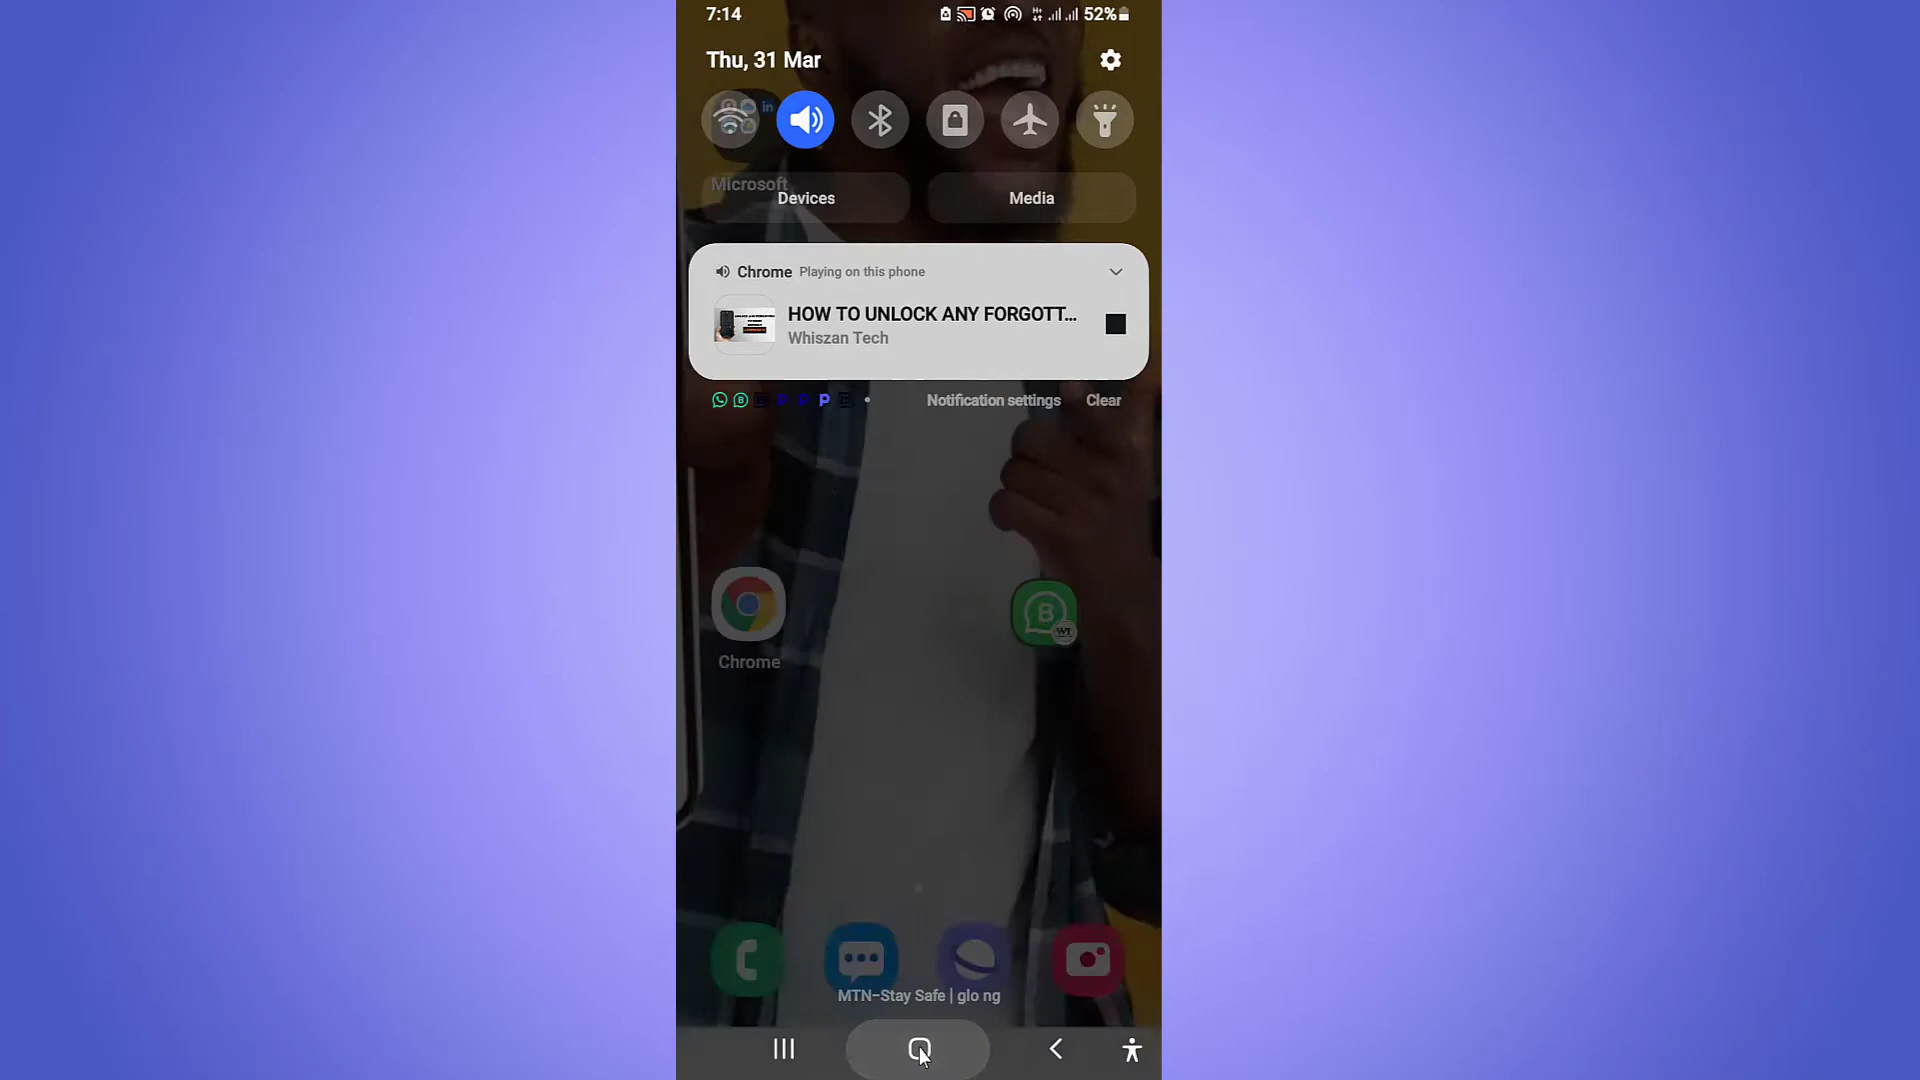 7:14
52%
Thu, 31 Mar
in
Microsoft
Devices
Media
Chrome Playing on this phone
HOW TO UNLOCK ANY FORGOTT...
Whiszan Tech
Notification settings
Clear
Chrome
MTN-Stay Safe | glo ng